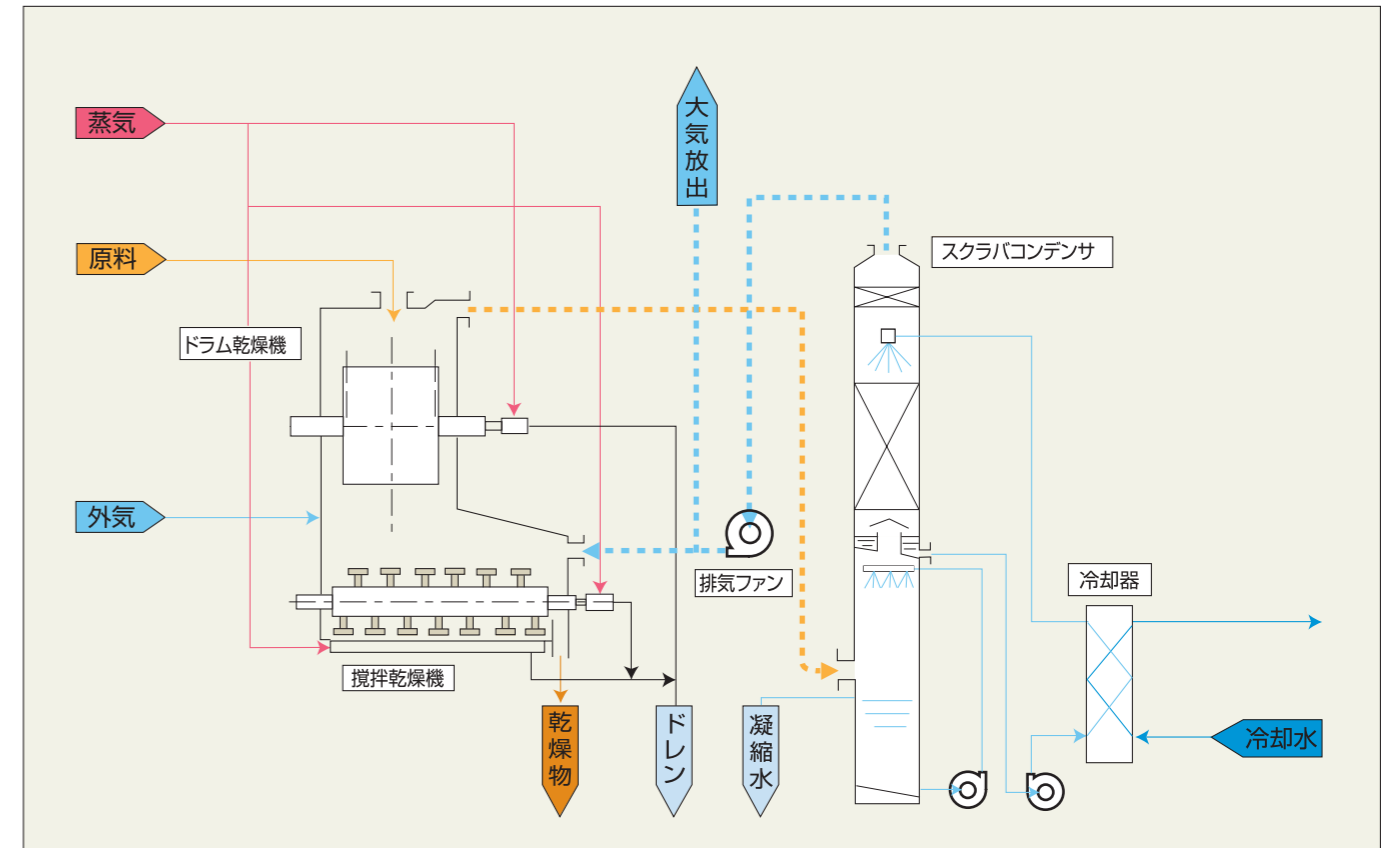 蒸気
大気放出
原料
スクラバコンデンサ
ドラム乾燥機
外気
排気ファン
冷却器
撹拌乾燥機
乾燥物
ドレン
凝縮水
冷却水